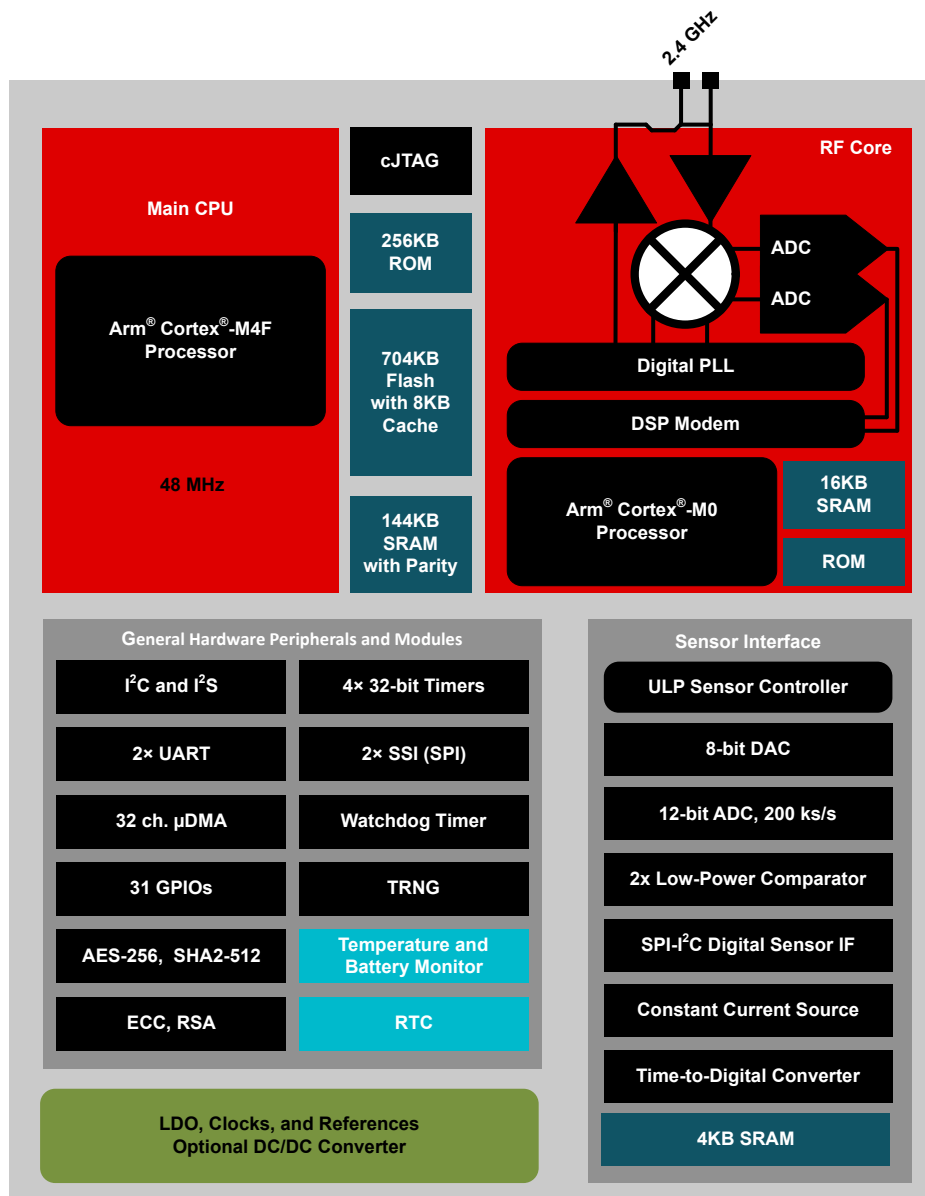 2.4 GHz
Main CPU
Arm® Cortex®-M4F
Processor
48 MHz
cJTAG
256KB
ROM
704KB
Flash
with 8KB
Cache
144KB
SRAM
with Parity
RF Core
ADC
ADC
Digital PLL
DSP Modem
Arm® Cortex®-M0
Processor
16KB
SRAM
ROM
General Hardware Peripherals and Modules
I²C and I²S
4× 32-bit Timers
2× UART
2× SSI (SPI)
32 ch. µDMA
Watchdog Timer
31 GPIOs
TRNG
AES-256, SHA2-512
Temperature and
Battery Monitor
ECC, RSA
RTC
LDO, Clocks, and References
Optional DC/DC Converter
Sensor Interface
ULP Sensor Controller
8-bit DAC
12-bit ADC, 200 ks/s
2x Low-Power Comparator
SPI-I²C Digital Sensor IF
Constant Current Source
Time-to-Digital Converter
4KB SRAM